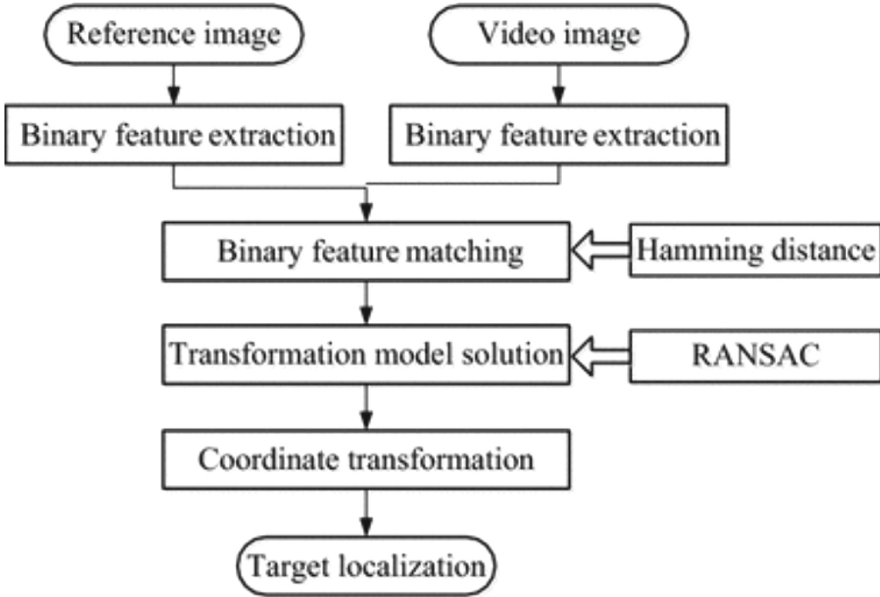 Reference image
Video image
Binary feature extraction
Binary feature extraction
Binary feature matching
Hamming distance
Transformation model solution
RANSAC
Coordinate transformation
Target localization